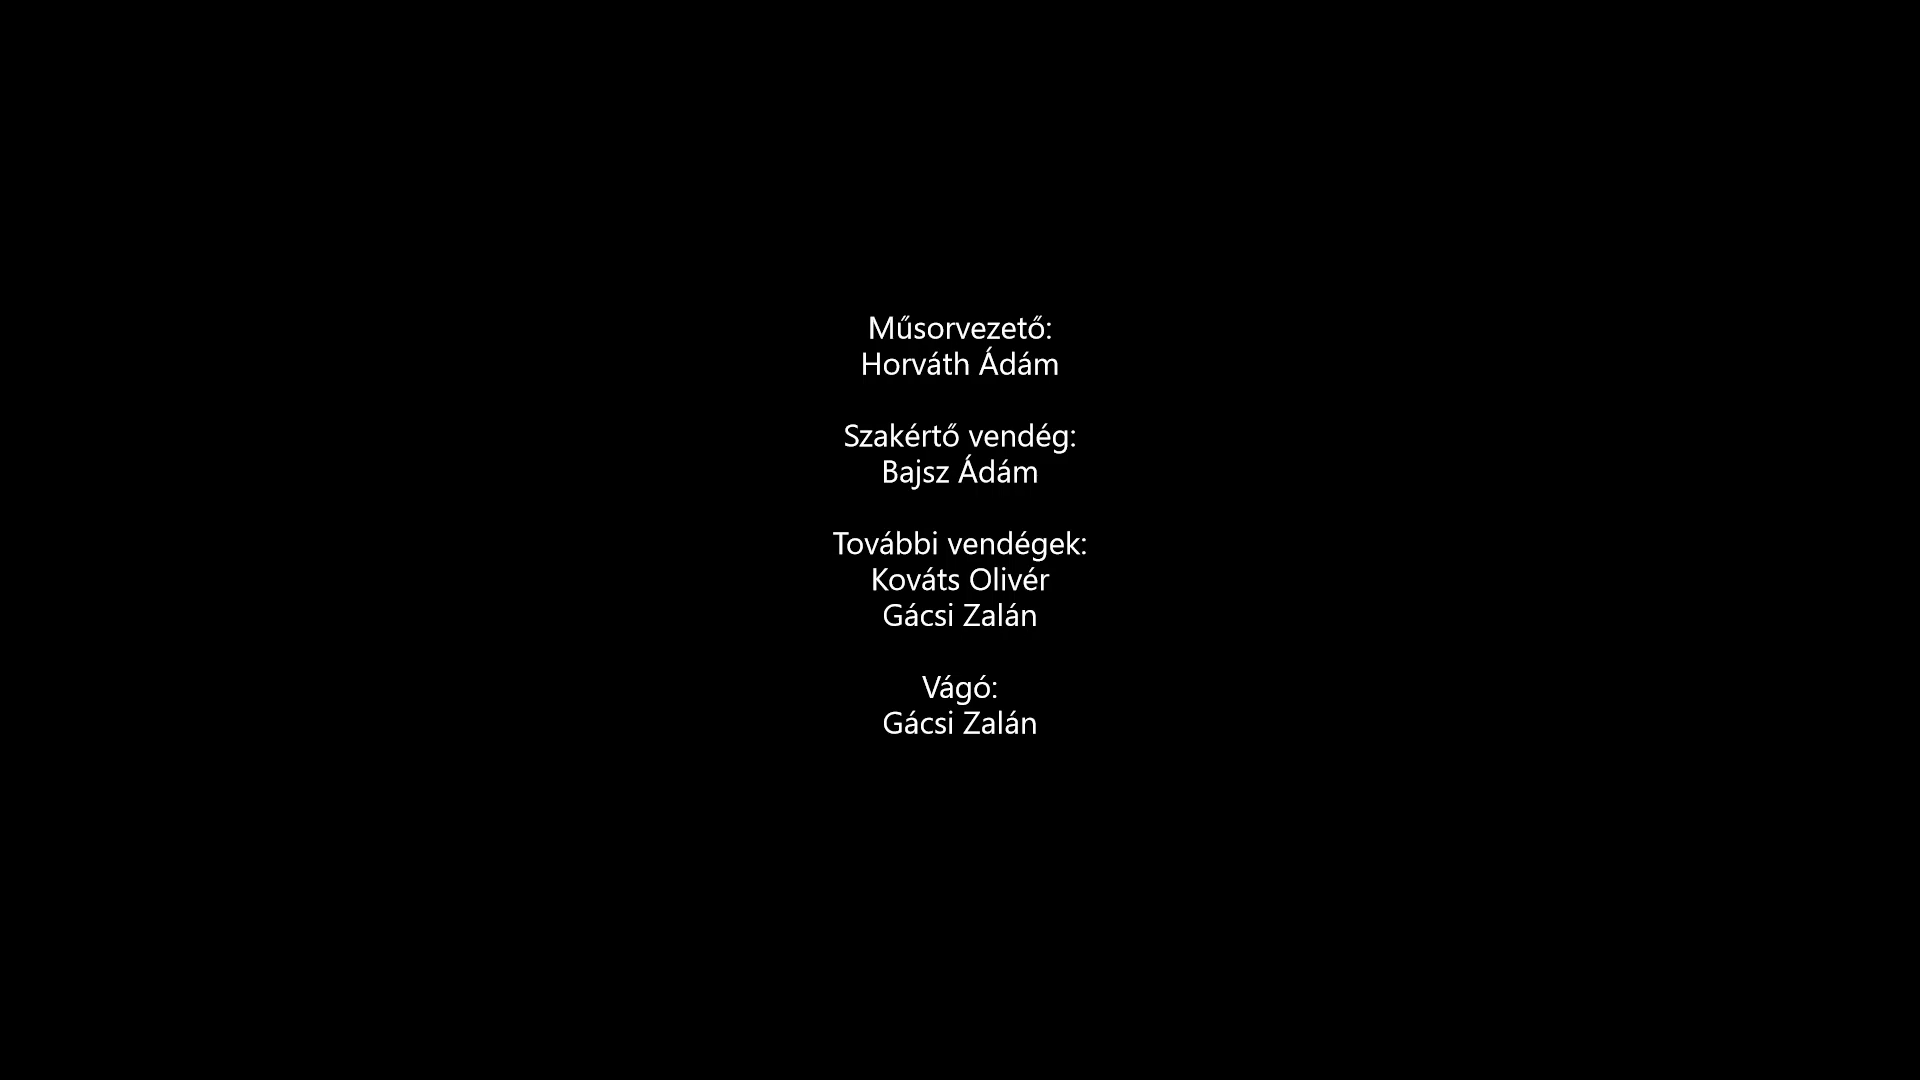 Műsorvezető:
Horváth Ádám
Szakértő vendég:
Bajsz Ádám
További vendégek:
Kováts Olivér
Gácsi Zalán
Vágó:
Gácsi Zalán